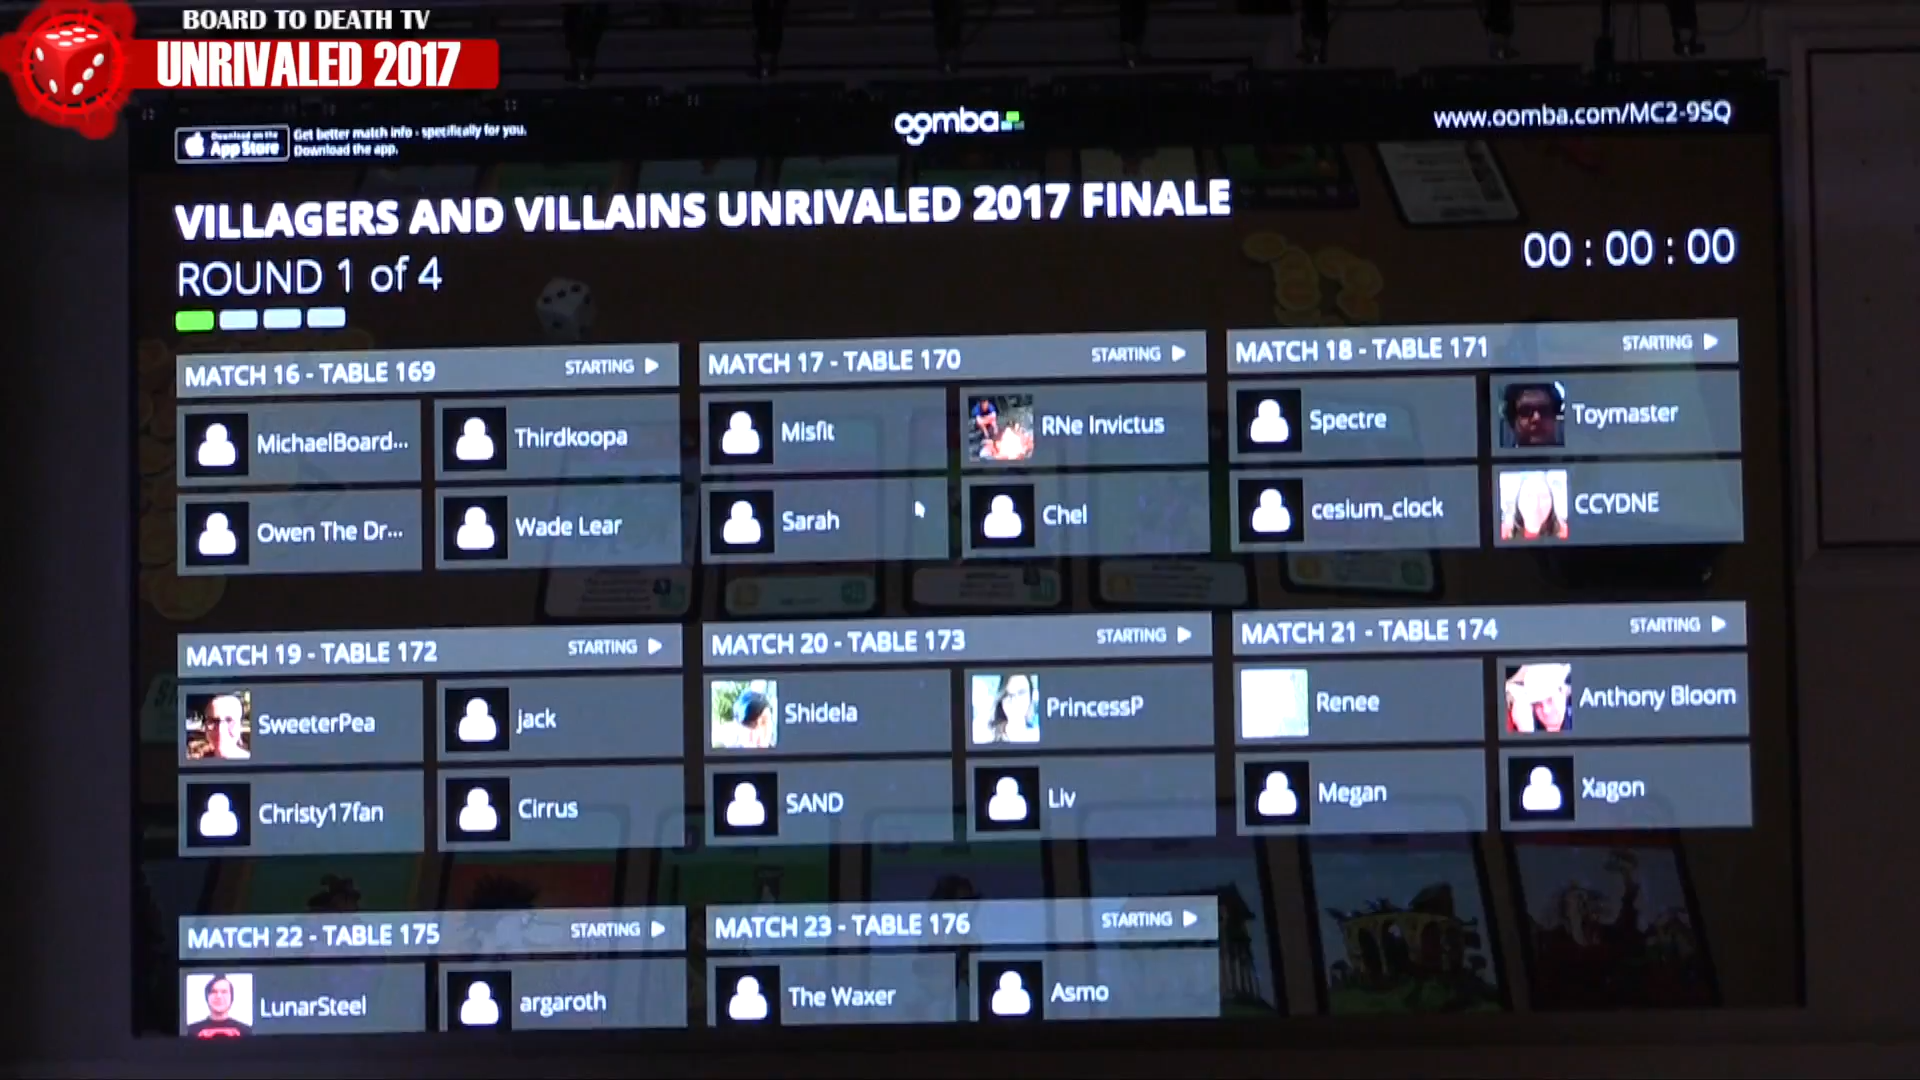 BOARD TO DEATH TV
UNRIVALED 2017
Download on the
App Store
Get better match info - specifically for you.
Download the app.
oomba
www.oomba.com/MC2-9SQ
VILLAGERS AND VILLAINS UNRIVALED 2017 FINALE
ROUND 1 of 4
00 : 00 : 00
MATCH 16 - TABLE 169 STARTING
MichaelBoard...
Thirdkoopa
Owen The Dr...
Wade Lear
MATCH 17 - TABLE 170 STARTING
Misfit
RNe Invictus
Sarah
Chel
MATCH 18 - TABLE 171 STARTING
Spectre
Toymaster
cesium_clock
CCYDNE
MATCH 19 - TABLE 172 STARTING
SweeterPea
jack
Christy17fan
Cirrus
MATCH 20 - TABLE 173 STARTING
Shidela
PrincessP
SAND
Liv
MATCH 21 - TABLE 174 STARTING
Renee
Anthony Bloom
Megan
Xagon
MATCH 22 - TABLE 175 STARTING
LunarSteel
argaroth
MATCH 23 - TABLE 176 STARTING
The Waxer
Asmo